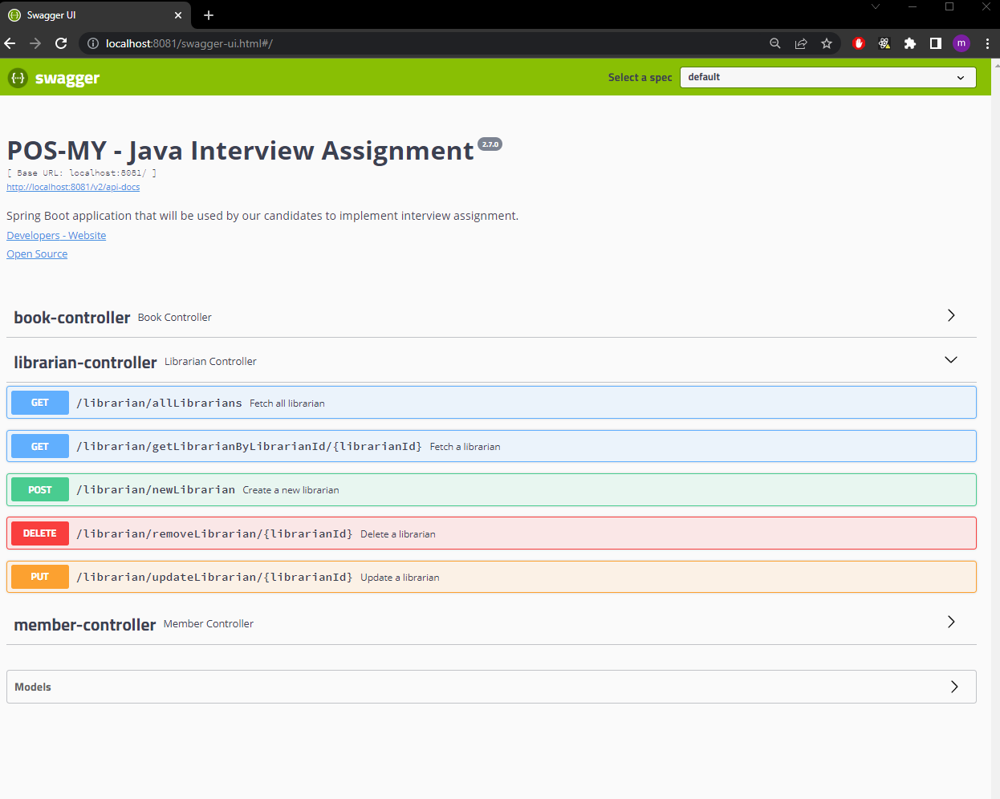 Swagger UI
localhost:8081/swagger-ui.html#/
m
swagger
Select a spec default
POS-MY - Java Interview Assignment 2.7.0
[ Base URL: localhost:8081/ ]
http://localhost:8081/v2/api-docs
Spring Boot application that will be used by our candidates to implement interview assignment.
Developers - Website
Open Source
book-controller Book Controller
librarian-controller Librarian Controller
GET /librarian/allLibrarians Fetch all librarian
GET /librarian/getLibrarianByLibrarianId/{librarianId} Fetch a librarian
POST /librarian/newLibrarian Create a new librarian
DELETE /librarian/removeLibrarian/{librarianId} Delete a librarian
PUT /librarian/updateLibrarian/{librarianId} Update a librarian
member-controller Member Controller
Models